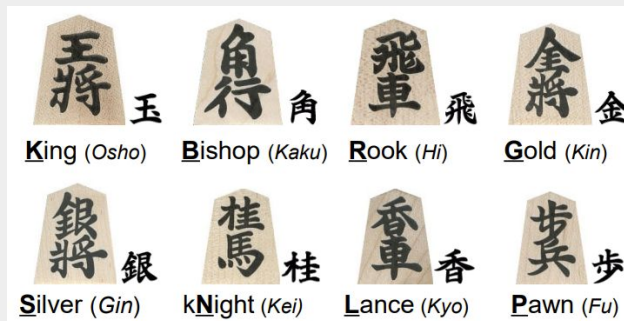 王將 玉 角行 角 飛車 飛 金將 金
King (Osho) Bishop (Kaku) Rook (Hi) Gold (Kin)
銀將 銀 桂馬 桂 香車 香 歩兵 歩
Silver (Gin) kNight (Kei) Lance (Kyo) Pawn (Fu)